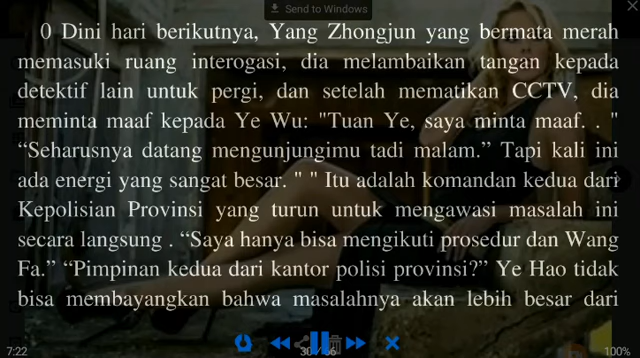 Send to Windows
0 Dini hari berikutnya, Yang Zhongjun yang bermata merah
memasuki ruang interogasi, dia melambaikan tangan kepada
detektif lain untuk pergi, dan setelah mematikan CCTV, dia
meminta maaf kepada Ye Wu: "Tuan Ye, saya minta maaf. . "
“Seharusnya datang mengunjungimu tadi malam.” Tapi kali ini
ada energi yang sangat besar. " " Itu adalah komandan kedua dari
Kepolisian Provinsi yang turun untuk mengawasi masalah ini
secara langsung . “Saya hanya bisa mengikuti prosedur dan Wang
Fa.” “Pimpinan kedua dari kantor polisi provinsi?” Ye Hao tidak
bisa membayangkan bahwa masalahnya akan lebih besar dari
7:22
100%